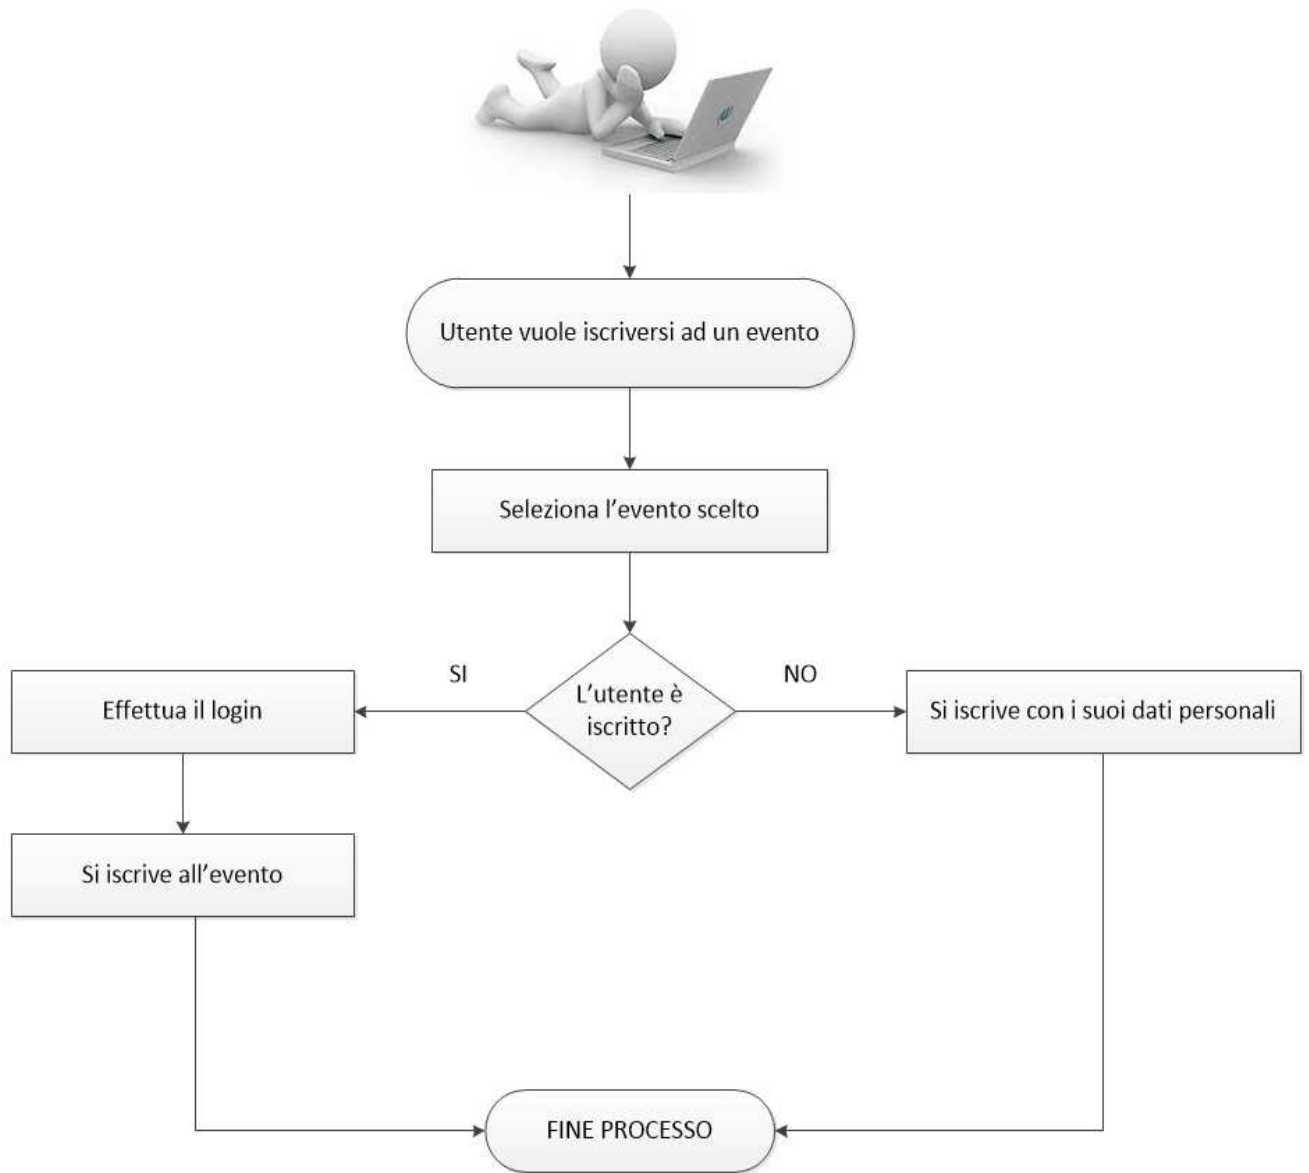 Utente vuole iscriversi ad un evento
Seleziona l'evento scelto
SI
NO
L'utente è
iscritto?
Effettua il login
Si iscrive con i suoi dati personali
Si iscrive all'evento
FINE PROCESSO